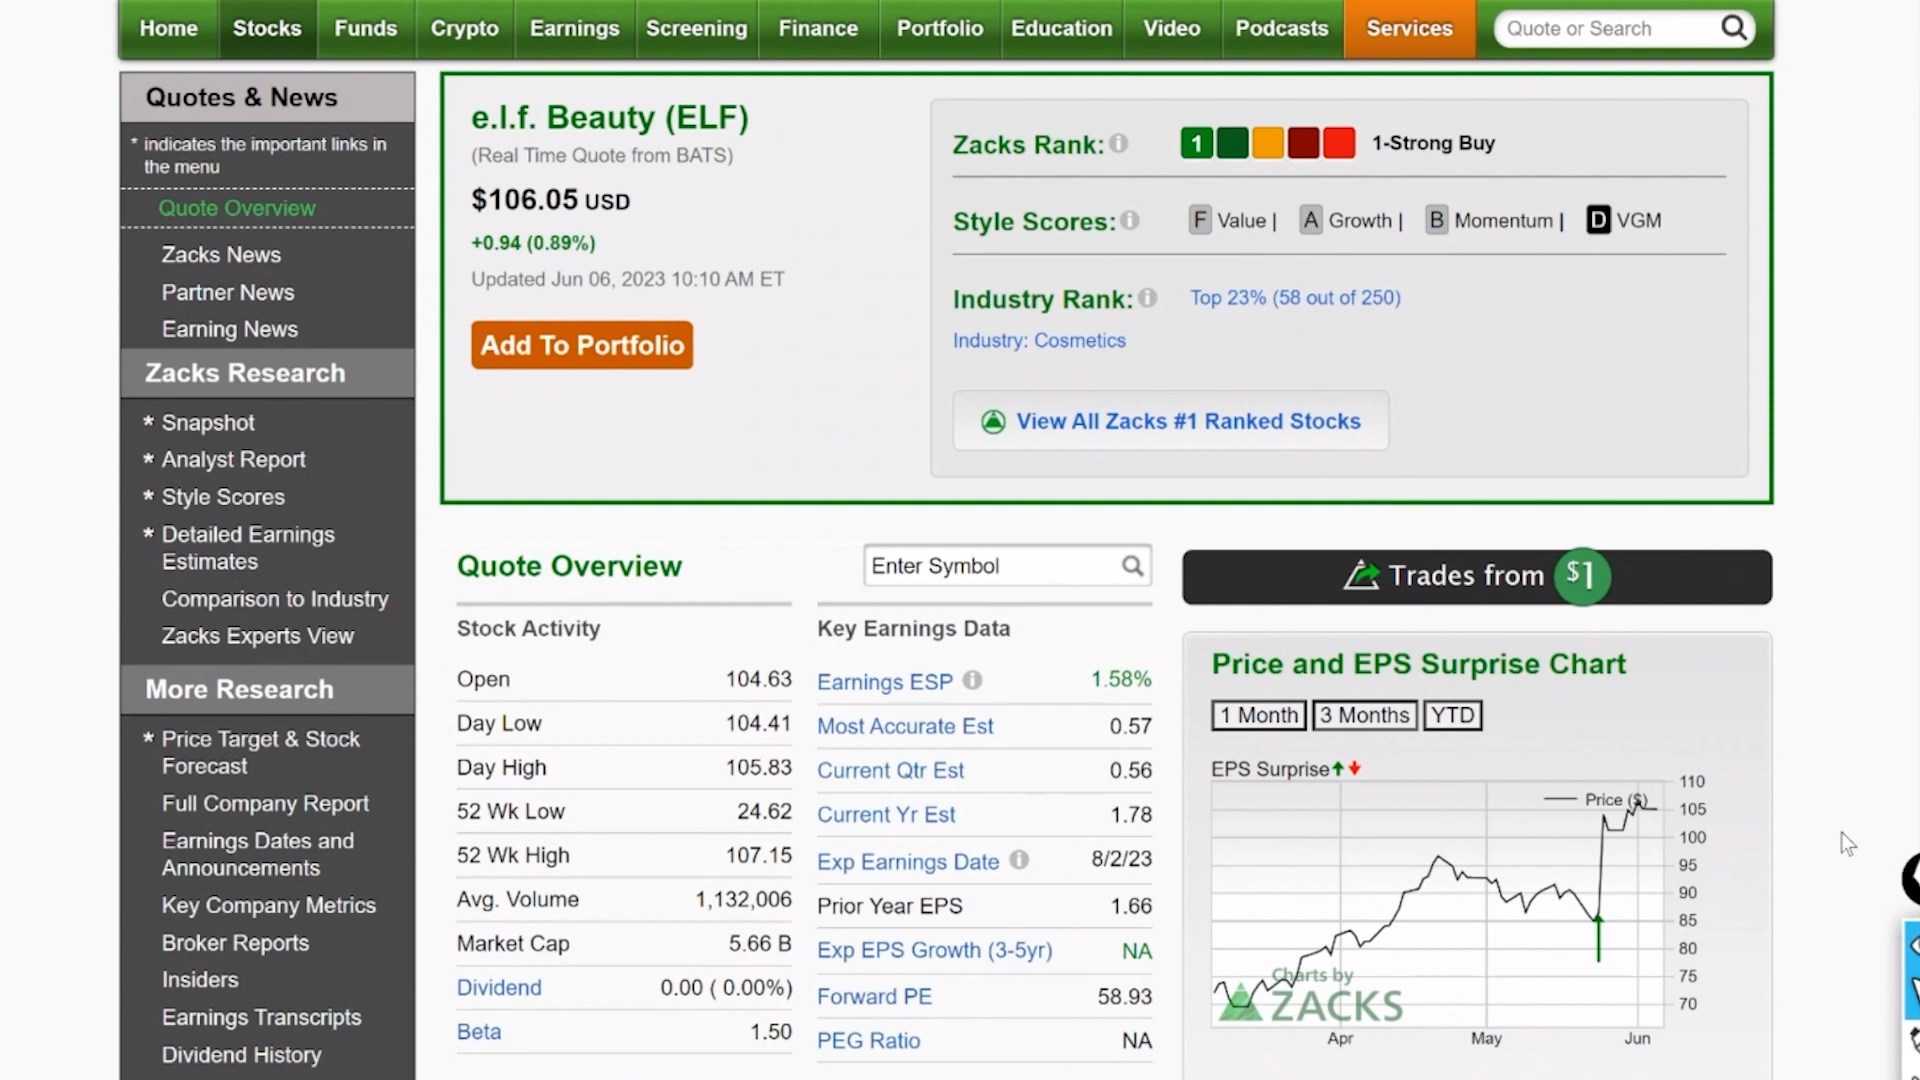 Home Stocks Funds Crypto Earnings Screening Finance Portfolio Education Video Podcasts Services Quote or Search
Quotes & News
* indicates the important links in
the menu
Quote Overview
Zacks News
Partner News
Earning News
Zacks Research
* Snapshot
* Analyst Report
* Style Scores
* Detailed Earnings
Estimates
Comparison to Industry
Zacks Experts View
More Research
* Price Target & Stock
Forecast
Full Company Report
Earnings Dates and
Announcements
Key Company Metrics
Broker Reports
Insiders
Earnings Transcripts
Dividend History
e.l.f. Beauty (ELF)
(Real Time Quote from BATS)
$106.05 USD
+0.94 (0.89%)
Updated Jun 06, 2023 10:10 AM ET
Add To Portfolio
Zacks Rank: 1 1-Strong Buy
Style Scores: F Value | A Growth | B Momentum | D VGM
Industry Rank: Top 23% (58 out of 250)
Industry: Cosmetics
View All Zacks #1 Ranked Stocks
Quote Overview
Enter Symbol
Stock Activity
Open 104.63
Day Low 104.41
Day High 105.83
52 Wk Low 24.62
52 Wk High 107.15
Avg. Volume 1,132,006
Market Cap 5.66 B
Dividend 0.00 ( 0.00%)
Beta 1.50
Key Earnings Data
Earnings ESP 1.58%
Most Accurate Est 0.57
Current Qtr Est 0.56
Current Yr Est 1.78
Exp Earnings Date 8/2/23
Prior Year EPS 1.66
Exp EPS Growth (3-5yr) NA
Forward PE 58.93
PEG Ratio NA
Trades from $1
Price and EPS Surprise Chart
1 Month 3 Months YTD
EPS Surprise
Price ($)
110
105
100
95
90
85
80
75
70
Charts by
ZACKS
Apr May Jun